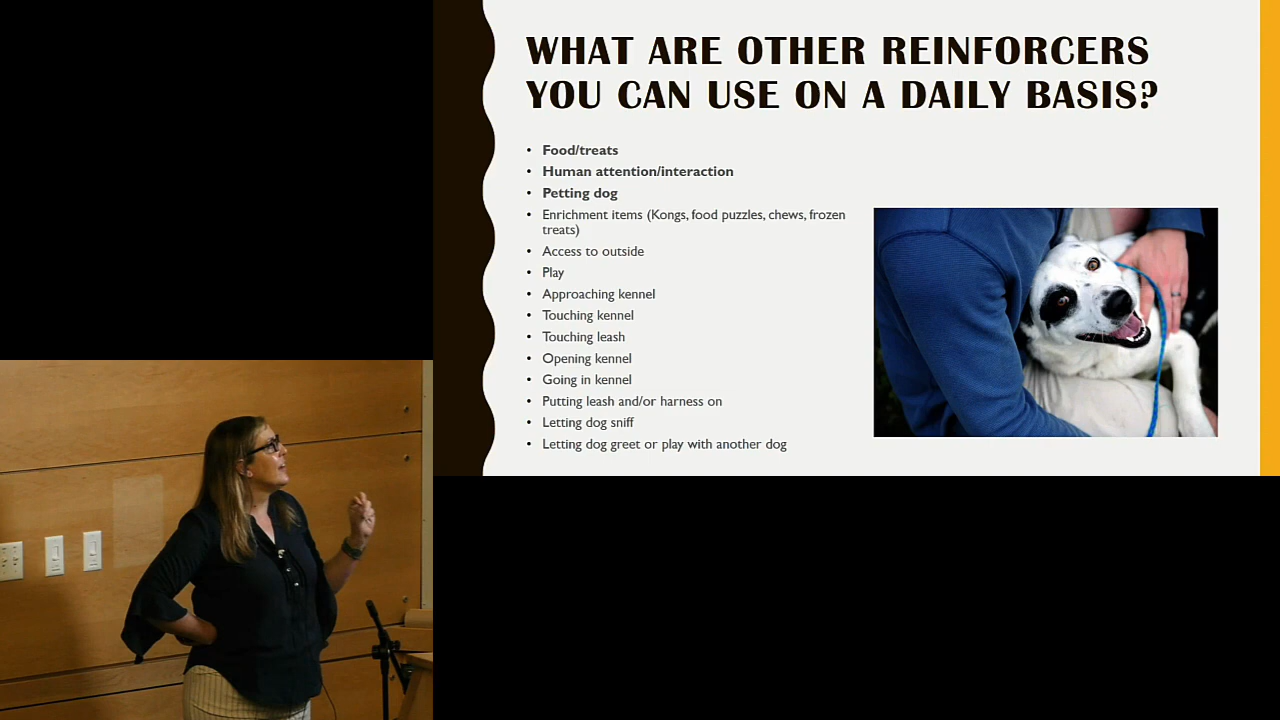 WHAT ARE OTHER REINFORCERS
YOU CAN USE ON A DAILY BASIS?
• Food/treats
• Human attention/interaction
• Petting dog
• Enrichment items (Kongs, food puzzles, chews, frozen
treats)
• Access to outside
• Play
• Approaching kennel
• Touching kennel
• Touching leash
• Opening kennel
• Going in kennel
• Putting leash and/or harness on
• Letting dog sniff
• Letting dog greet or play with another dog